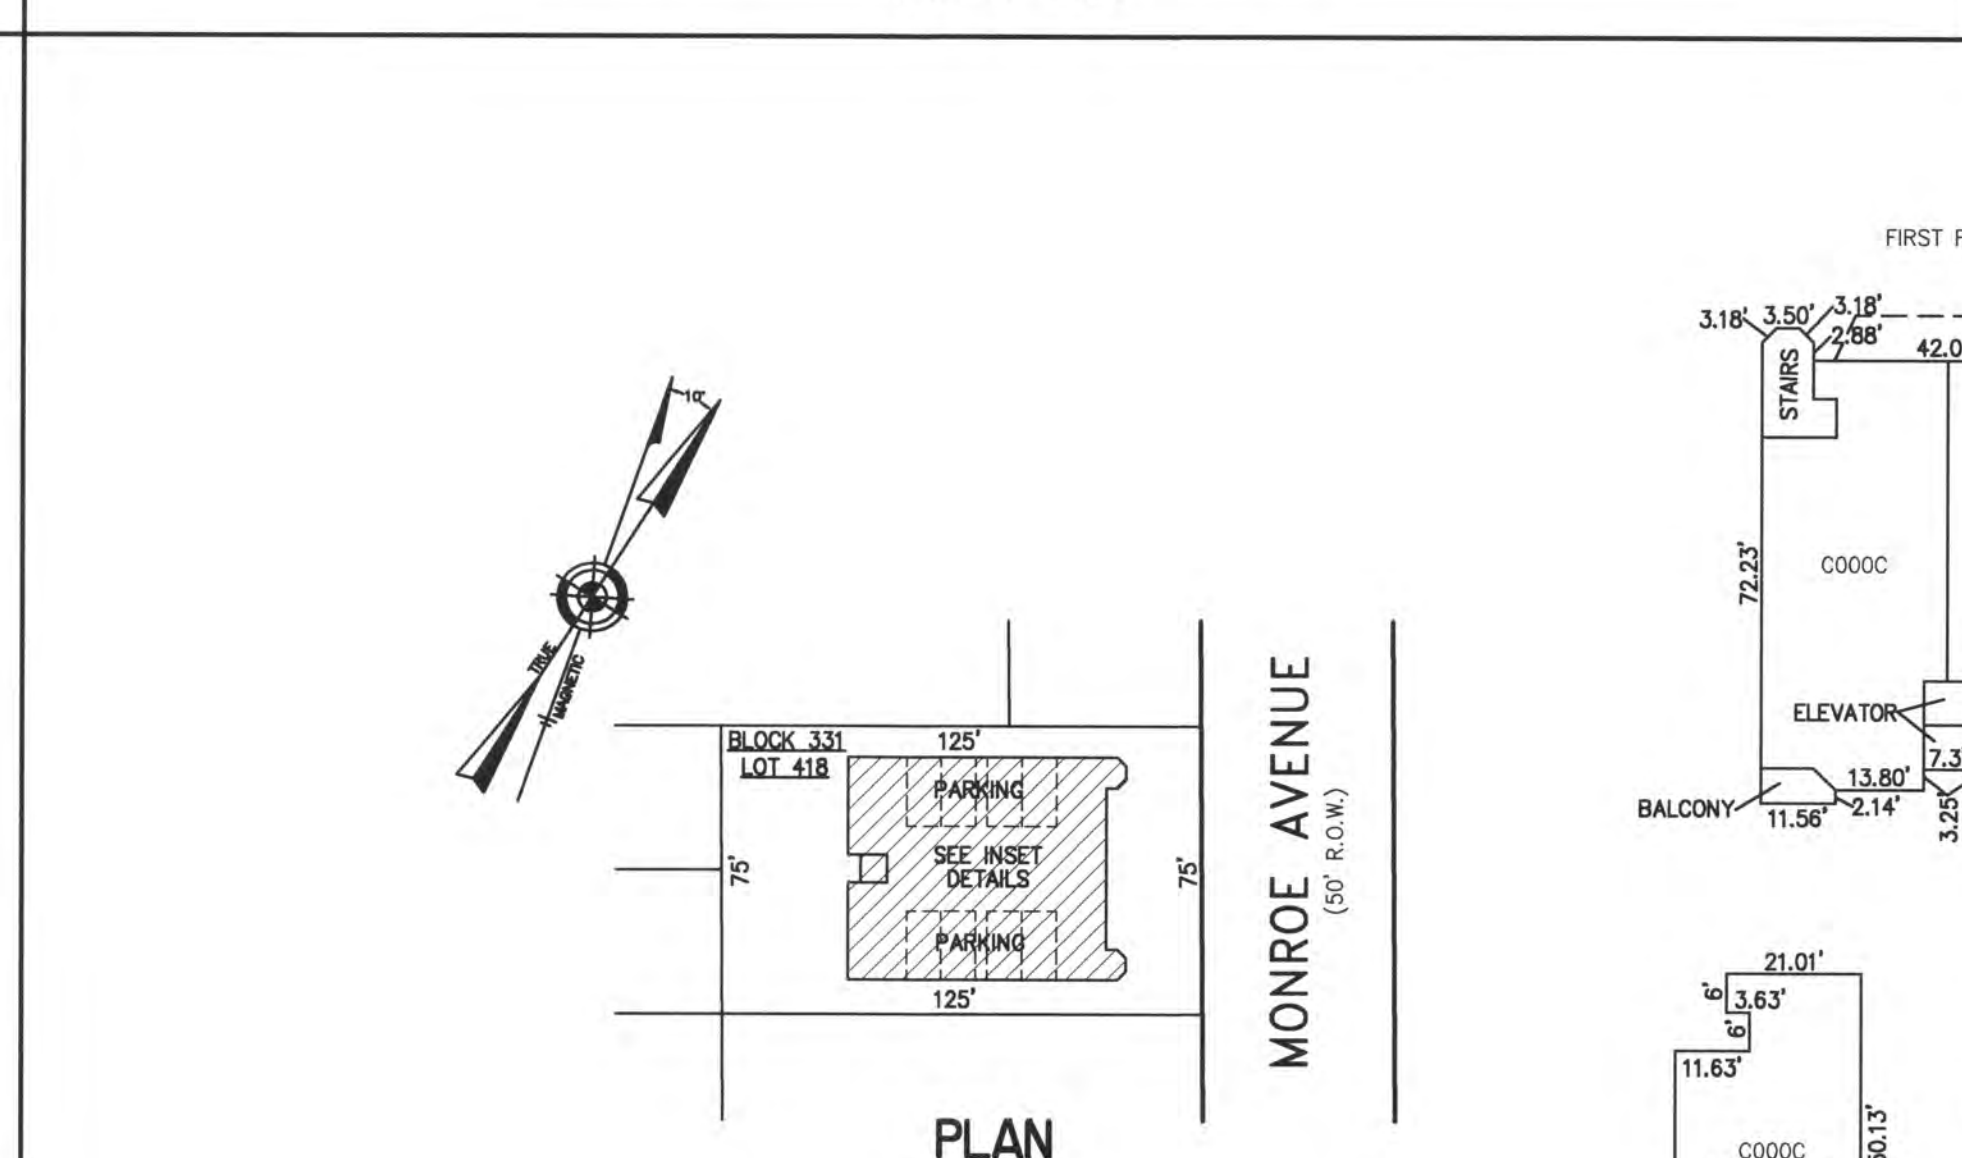 FIRST
3.18'
3.50'
3.18'
2.88'
42.0
STAIRS
10°
72.23'
C000C
TRUE
MAGNETIC
ELEVATOR
7.3
13.80'
BALCONY
11.56'
2.14'
3.25'
BLOCK 331
LOT 418
125'
PARKING
SEE INSET
DETAILS
PARKING
75'
75'
125'
MONROE AVENUE
(50' R.O.W.)
21.01'
6'
3.63'
6'
11.63'
50.13'
C000C
PLAN